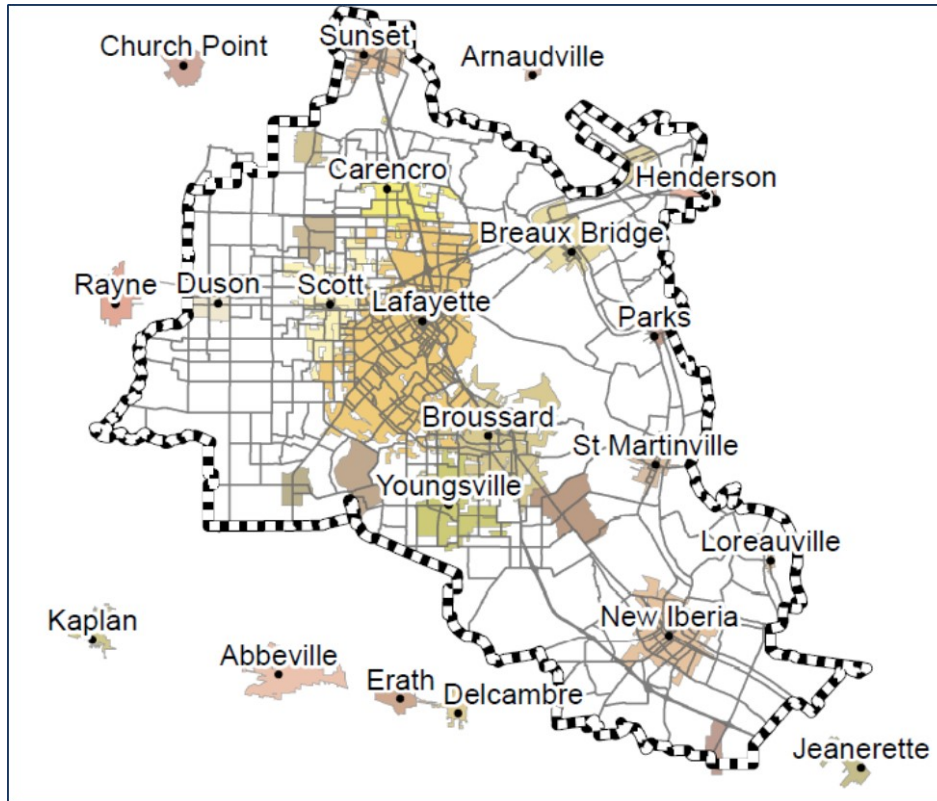 Sunset
Church Point
Arnaudville
Carencro
Henderson
Breaux Bridge
Rayne
Duson
Scott
Lafayette
Parks
Broussard
St Martinville
Youngsville
Loreauville
Kaplan
New Iberia
Abbeville
Erath
Delcambre
Jeanerette